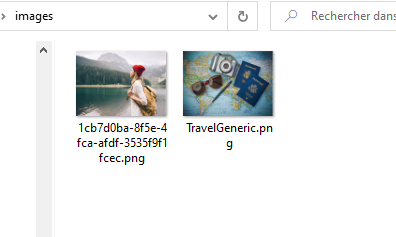 images
Rechercher dans
1cb7d0ba-8f5e-4
fca-afdf-3535f9f1
fcec.png
TravelGeneric.pn
g